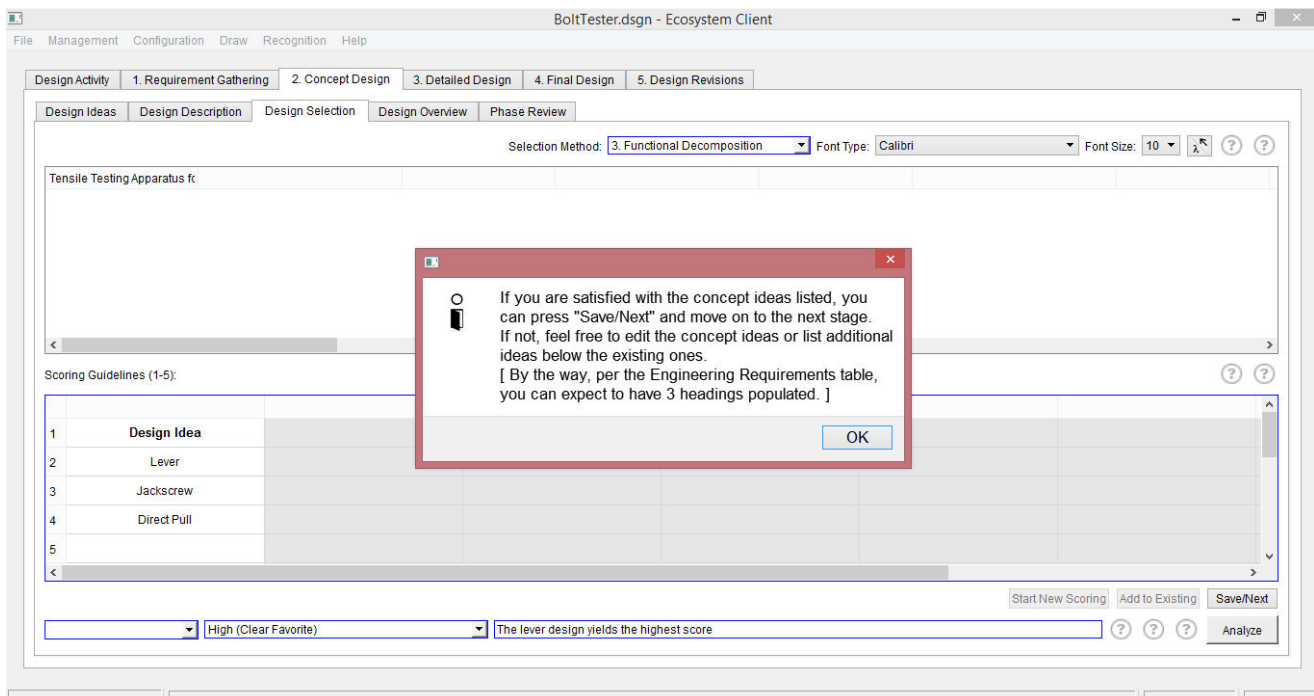 BoltTester.dsgn - Ecosystem Client
File Management Configuration Draw Recognition Help
Design Activity 1. Requirement Gathering 2. Concept Design 3. Detailed Design 4. Final Design 5. Design Revisions
Design Ideas Design Description Design Selection Design Overview Phase Review
Selection Method: 3. Functional Decomposition Font Type: Calibri Font Size: 10 λ ? ?
Tensile Testing Apparatus fc
If you are satisfied with the concept ideas listed, you
can press "Save/Next" and move on to the next stage.
If not, feel free to edit the concept ideas or list additional
ideas below the existing ones.
[ By the way, per the Engineering Requirements table,
you can expect to have 3 headings populated. ]
OK
Scoring Guidelines (1-5): ? ?
1 Design Idea
2 Lever
3 Jackscrew
4 Direct Pull
5
Start New Scoring Add to Existing Save/Next
High (Clear Favorite) The lever design yields the highest score ? ? ? Analyze